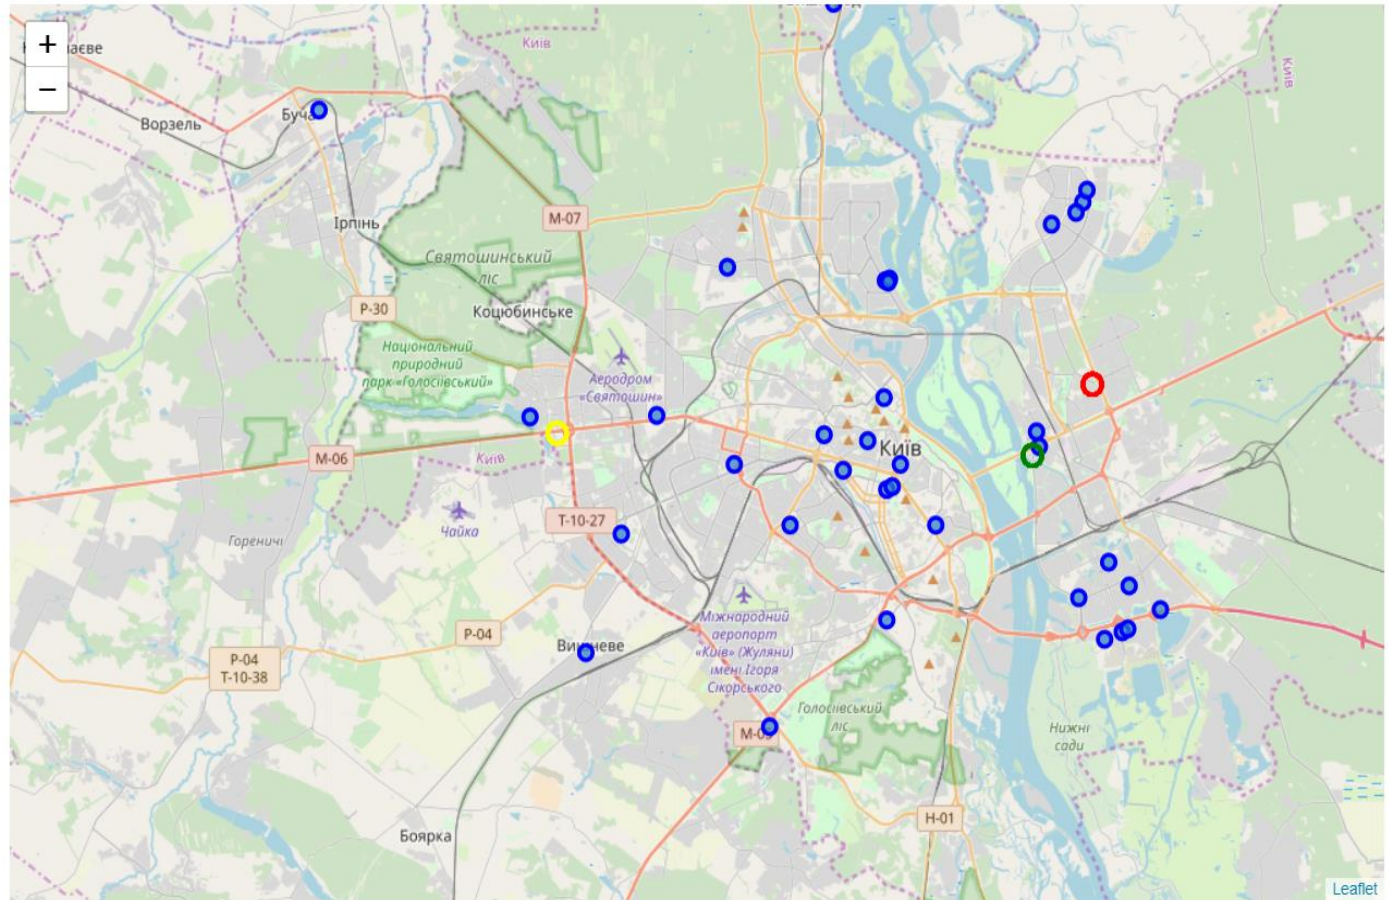 Київ
+
Київ
−
Ворзель
Буча
М-07
Ірпінь
Святошинський
ліс
Р-30
Коцюбинське
Національний
природний
парк «Голосіївський»
Аеродром
«Святошин»
Київ
М-06
Київ
Т-10-27
Чайка
Гореничі
Міжнародний
аеропорт
«Київ» (Жуляни)
імені Ігоря
Сікорського
Р-04
Р-04
Т-10-38
Голосіївський
ліс
Нижні
сади
Н-01
Боярка
Leaflet